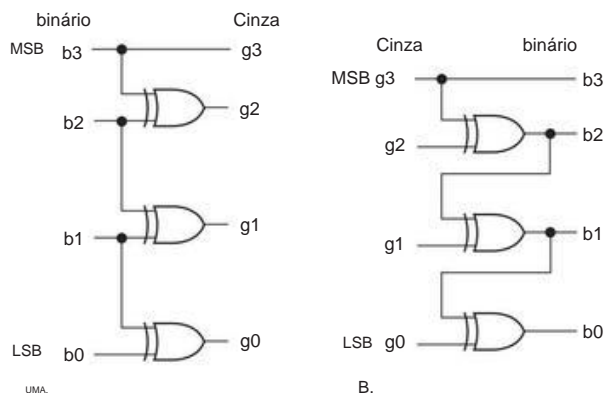 binário Cinza
MSB b3 g3
g2
b2
g1
b1
g0
LSB b0
UMA.
Cinza binário
MSB g3 b3
b2
g2
b1
g1
b0
LSB g0
B.